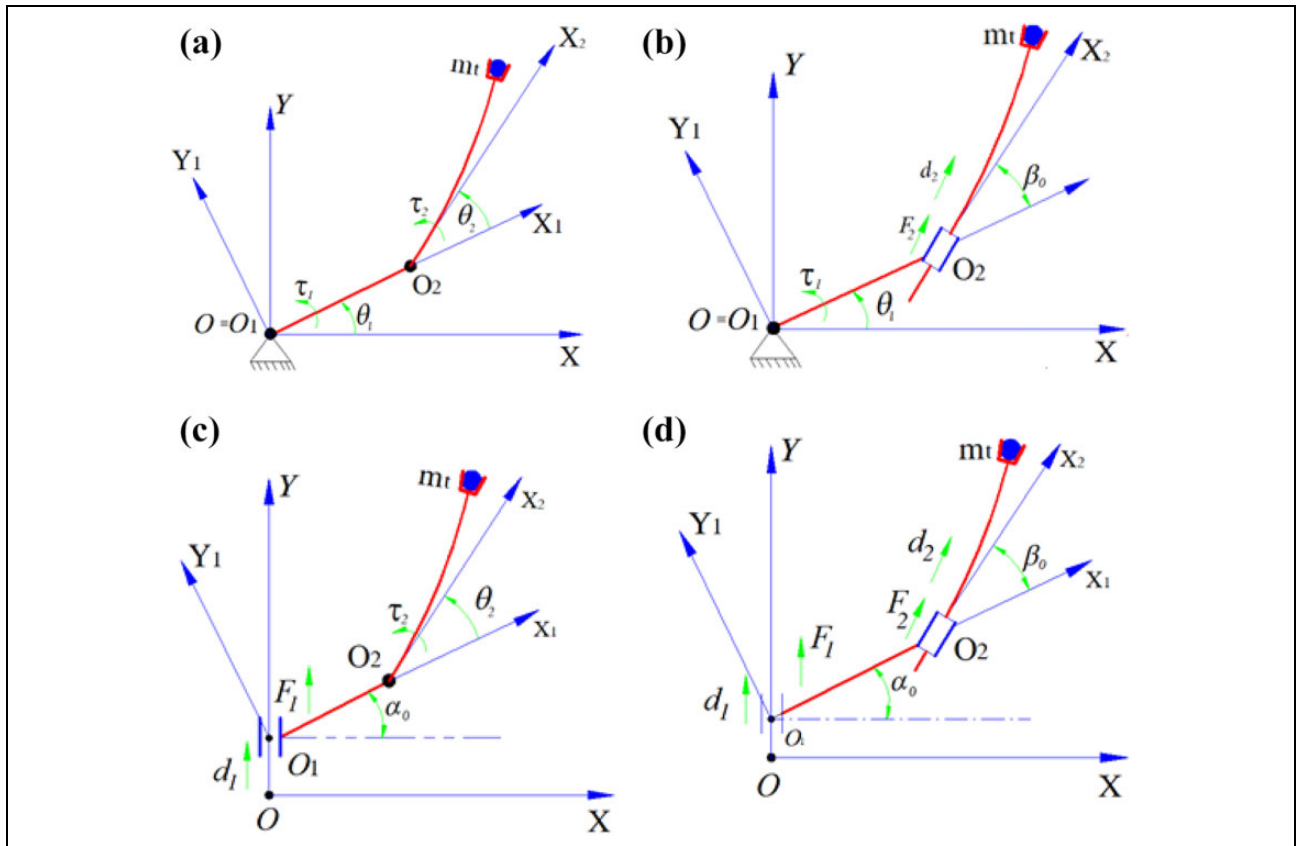 (a)
X₂
mt
Y
Y₁
τ₂
θ₂
X₁
O₂
τ₁
θ₁
O=O₁
X
(b)
mt
X₂
Y
Y₁
d₂
β₀
F₂
O₂
τ₁
θ₁
O=O₁
X
(c)
mt
Y
X₂
Y₁
τ₂
θ₂
X₁
O₂
F₁
α₀
O₁
d₁
O
X
(d)
mt
Y
X₂
Y₁
d₂
β₀
X₁
F₂
F₁
O₂
α₀
d₁
O₁
O
X